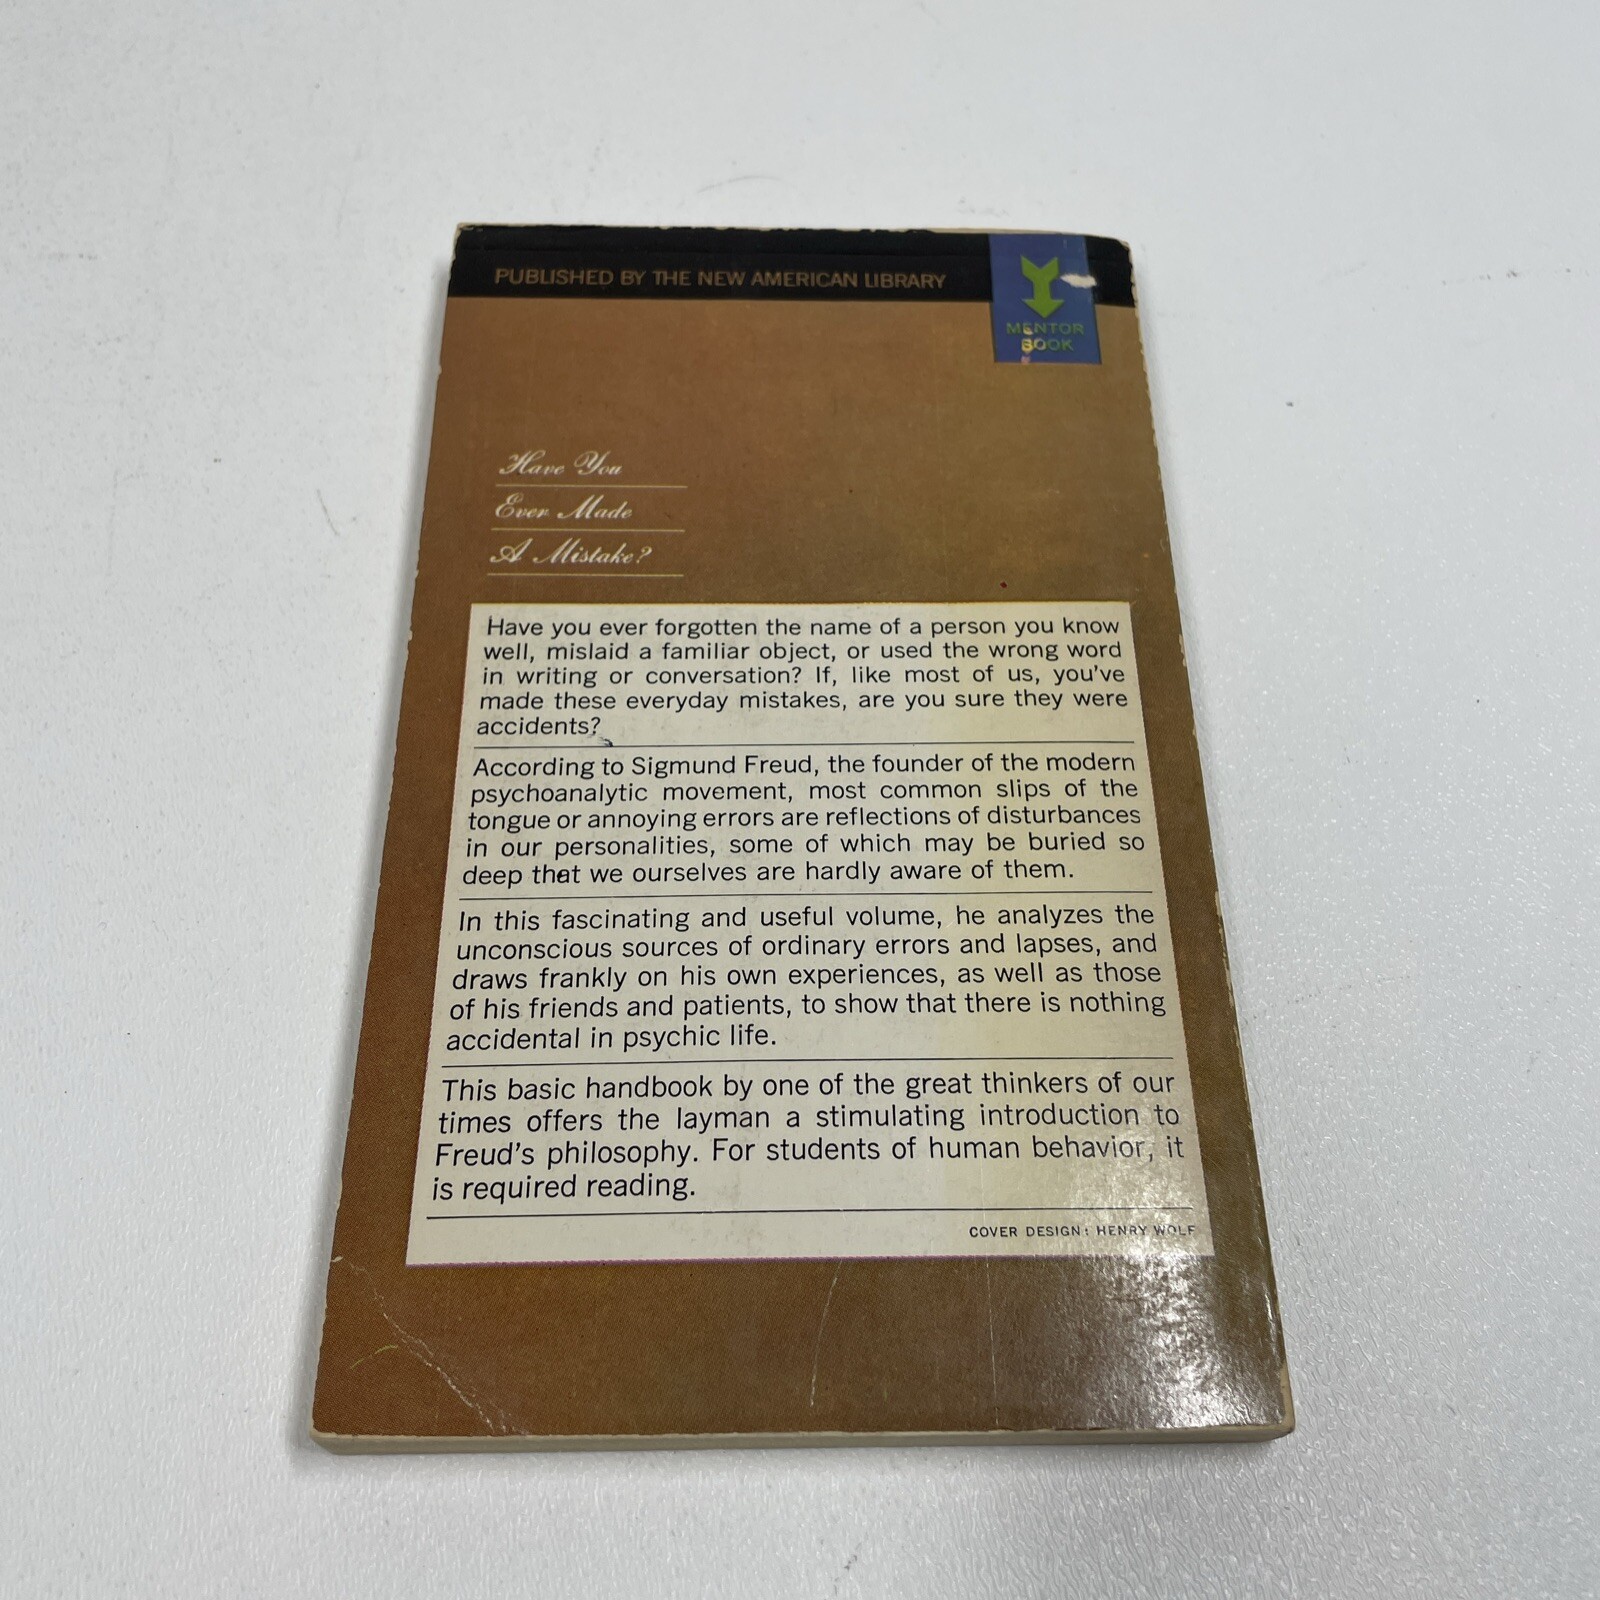 PUBLISHED BY THE NEW AMERICAN LIBRARY
MENTOR
BOOK
Have You
Ever Made
A Mistake?
Have you ever forgotten the name of a person you know
well, mislaid a familiar object, or used the wrong word
in writing or conversation? If, like most of us, you've
made these everyday mistakes, are you sure they were
accidents?
According to Sigmund Freud, the founder of the modern
psychoanalytic movement, most common slips of the
tongue or annoying errors are reflections of disturbances
in our personalities, some of which may be buried so
deep that we ourselves are hardly aware of them.
In this fascinating and useful volume, he analyzes the
unconscious sources of ordinary errors and lapses, and
draws frankly on his own experiences, as well as those
of his friends and patients, to show that there is nothing
accidental in psychic life.
This basic handbook by one of the great thinkers of our
times offers the layman a stimulating introduction to
Freud's philosophy. For students of human behavior, it
is required reading.
COVER DESIGN: HENRY WOLF